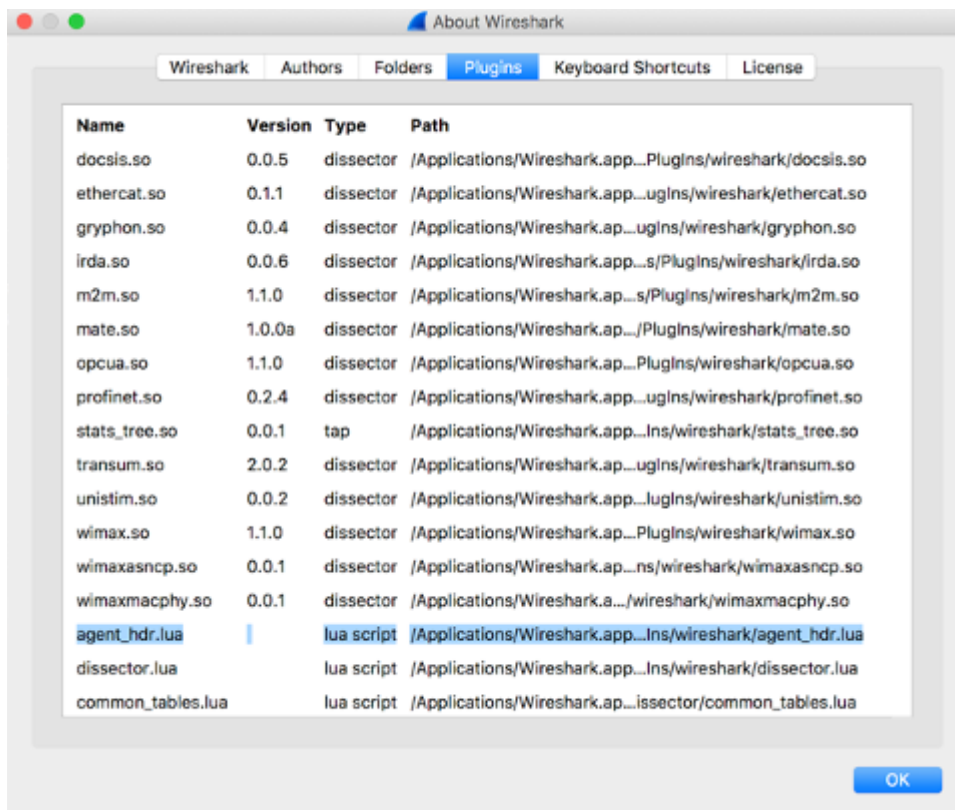 About Wireshark
Wireshark Authors Folders Plugins Keyboard Shortcuts License
Name Version Type Path
docsis.so 0.0.5 dissector /Applications/Wireshark.app...PlugIns/wireshark/docsis.so
ethercat.so 0.1.1 dissector /Applications/Wireshark.ap...ugIns/wireshark/ethercat.so
gryphon.so 0.0.4 dissector /Applications/Wireshark.ap...ugIns/wireshark/gryphon.so
irda.so 0.0.6 dissector /Applications/Wireshark.app...s/PlugIns/wireshark/irda.so
m2m.so 1.1.0 dissector /Applications/Wireshark.ap...s/PlugIns/wireshark/m2m.so
mate.so 1.0.0a dissector /Applications/Wireshark.ap.../PlugIns/wireshark/mate.so
opcua.so 1.1.0 dissector /Applications/Wireshark.ap...PlugIns/wireshark/opcua.so
profinet.so 0.2.4 dissector /Applications/Wireshark.app...ugIns/wireshark/profinet.so
stats_tree.so 0.0.1 tap /Applications/Wireshark.app...Ins/wireshark/stats_tree.so
transum.so 2.0.2 dissector /Applications/Wireshark.ap...ugIns/wireshark/transum.so
unistim.so 0.0.2 dissector /Applications/Wireshark.app...lugIns/wireshark/unistim.so
wimax.so 1.1.0 dissector /Applications/Wireshark.ap...PlugIns/wireshark/wimax.so
wimaxasncp.so 0.0.1 dissector /Applications/Wireshark.ap...ns/wireshark/wimaxasncp.so
wimaxmacphy.so 0.0.1 dissector /Applications/Wireshark.a.../wireshark/wimaxmacphy.so
agent_hdr.lua lua script /Applications/Wireshark.app...Ins/wireshark/agent_hdr.lua
dissector.lua lua script /Applications/Wireshark.app...Ins/wireshark/dissector.lua
common_tables.lua lua script /Applications/Wireshark.ap...issector/common_tables.lua
OK